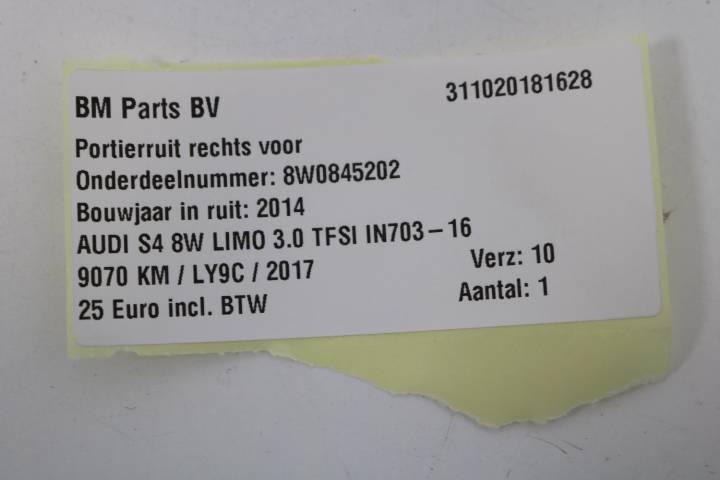 BM Parts BV 311020181628
Portierruit rechts voor
Onderdeelnummer: 8W0845202
Bouwjaar in ruit: 2014
AUDI S4 8W LIMO 3.0 TFSI IN703-16
9070 KM / LY9C / 2017 Verz: 10
25 Euro incl. BTW Aantal: 1